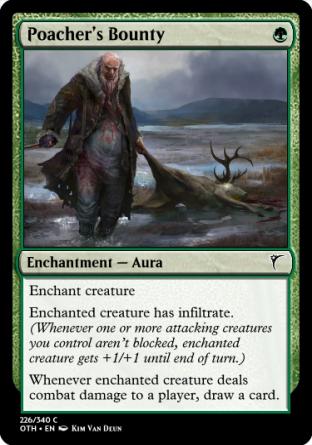 Poacher's Bounty
Enchantment — Aura
Enchant creature
Enchanted creature has infiltrate.
(Whenever one or more attacking creatures
you control aren't blocked, enchanted
creature gets +1/+1 until end of turn.)
Whenever enchanted creature deals
combat damage to a player, draw a card.
226/340 C
OTH • EN Kim Van Deun